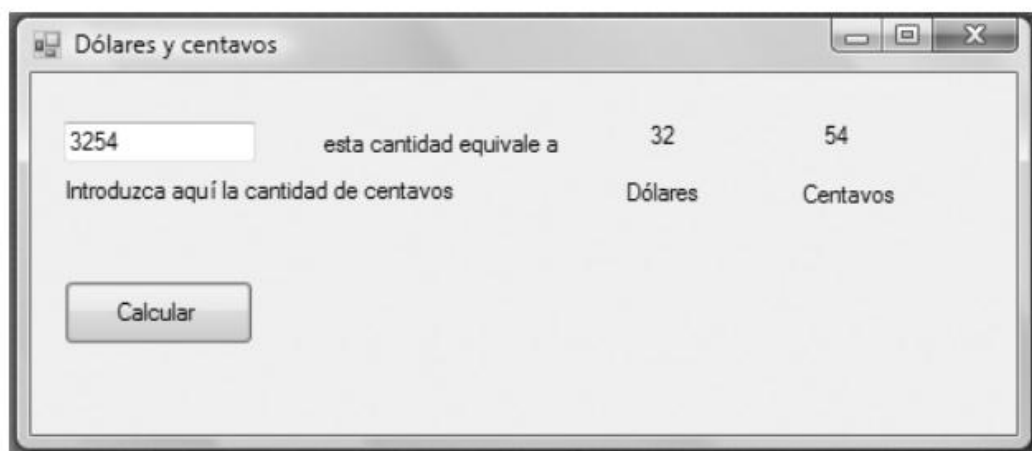 Dólares y centavos
3254 esta cantidad equivale a 32 54
Introduzca aquí la cantidad de centavos Dólares Centavos
Calcular